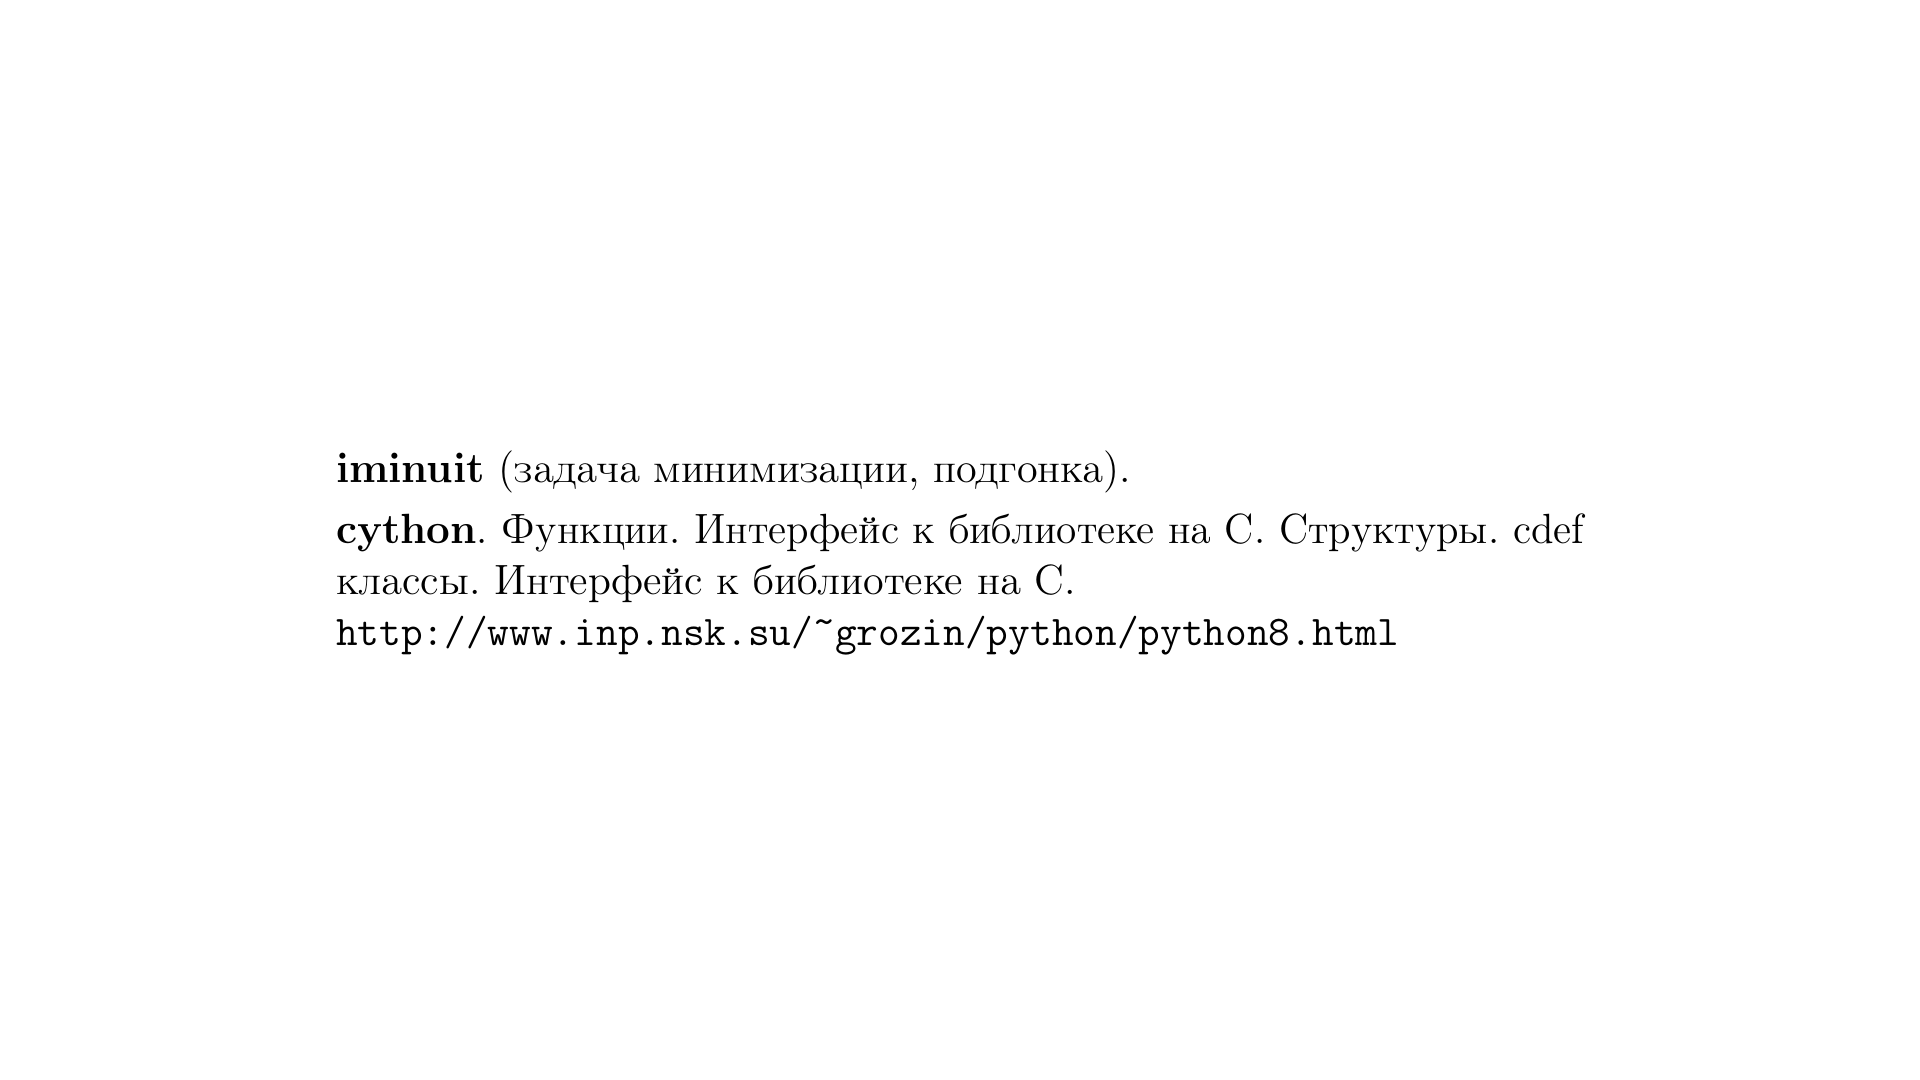 iminuit (задача минимизации, подгонка).
cython. Функции. Интерфейс к библиотеке на C. Структуры. cdef
классы. Интерфейс к библиотеке на C.
http://www.inp.nsk.su/~grozin/python/python8.html